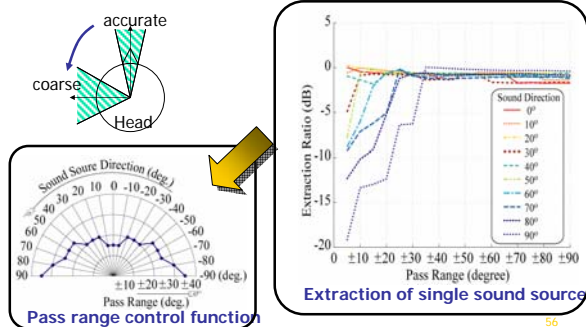 accurate
coarse
Head
Sound Soure Direction (deg.)
50 40 30 20 10 0 -10 -20 -30 -40 -50
60 -60
70 -70
80 -80
90 -90 (deg.)
±10 ±20 ±30 ±40
Pass Range (deg.)
Pass range control function
Extraction Ratio (dB)
5
0
-5
-10
-15
-20
0 ±10 ±20 ±30 ±40 ±50 ±60 ±70 ±80 ±90
Pass Range (degree)
Sound Direction
0°
10°
20°
30°
40°
50°
60°
70°
80°
90°
Extraction of single sound source
56